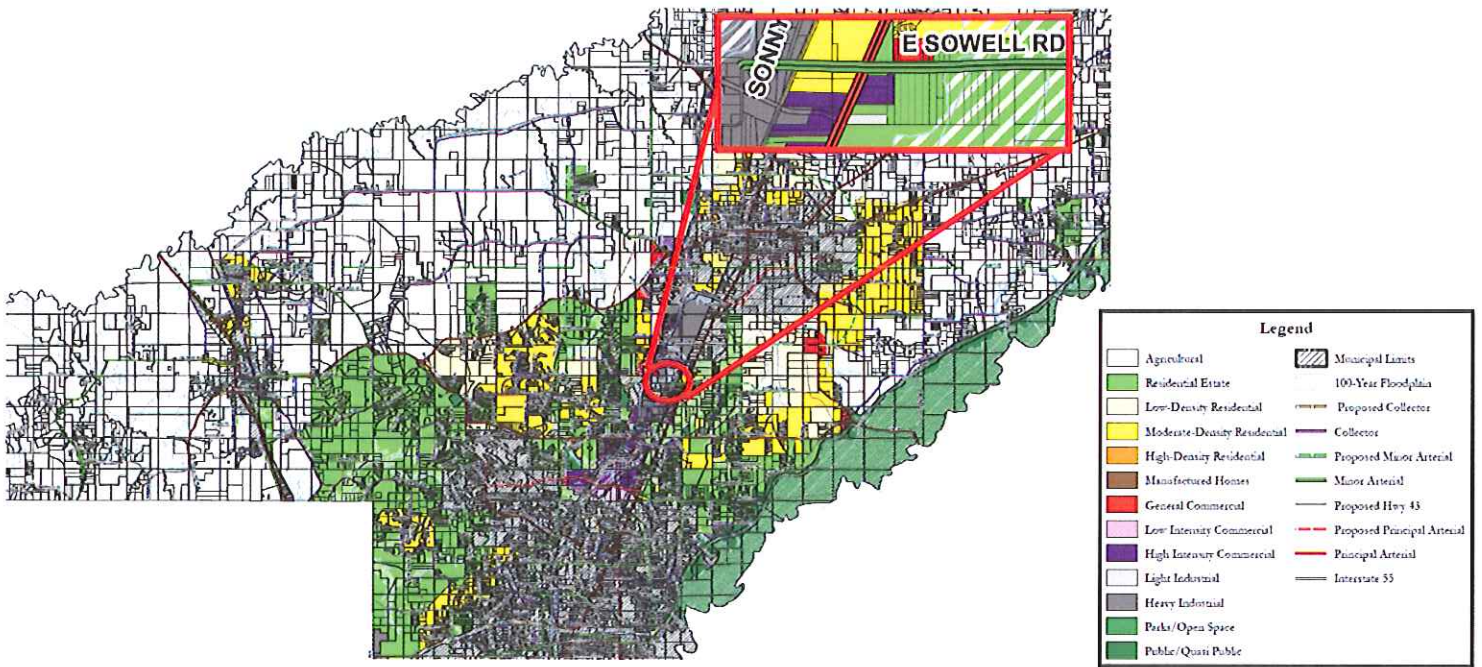 SONNY
E SOWELL RD
Legend
Agricultural
Residential Estate
Low-Density Residential
Moderate-Density Residential
High-Density Residential
Manufactured Homes
General Commercial
Low Intensity Commercial
High Intensity Commercial
Light Industrial
Heavy Industrial
Parks/Open Space
Public/Quasi Public
Municipal Limits
100-Year Floodplain
Proposed Collector
Collector
Proposed Minor Arterial
Minor Arterial
Proposed Hwy 43
Proposed Principal Arterial
Principal Arterial
Interstate 55